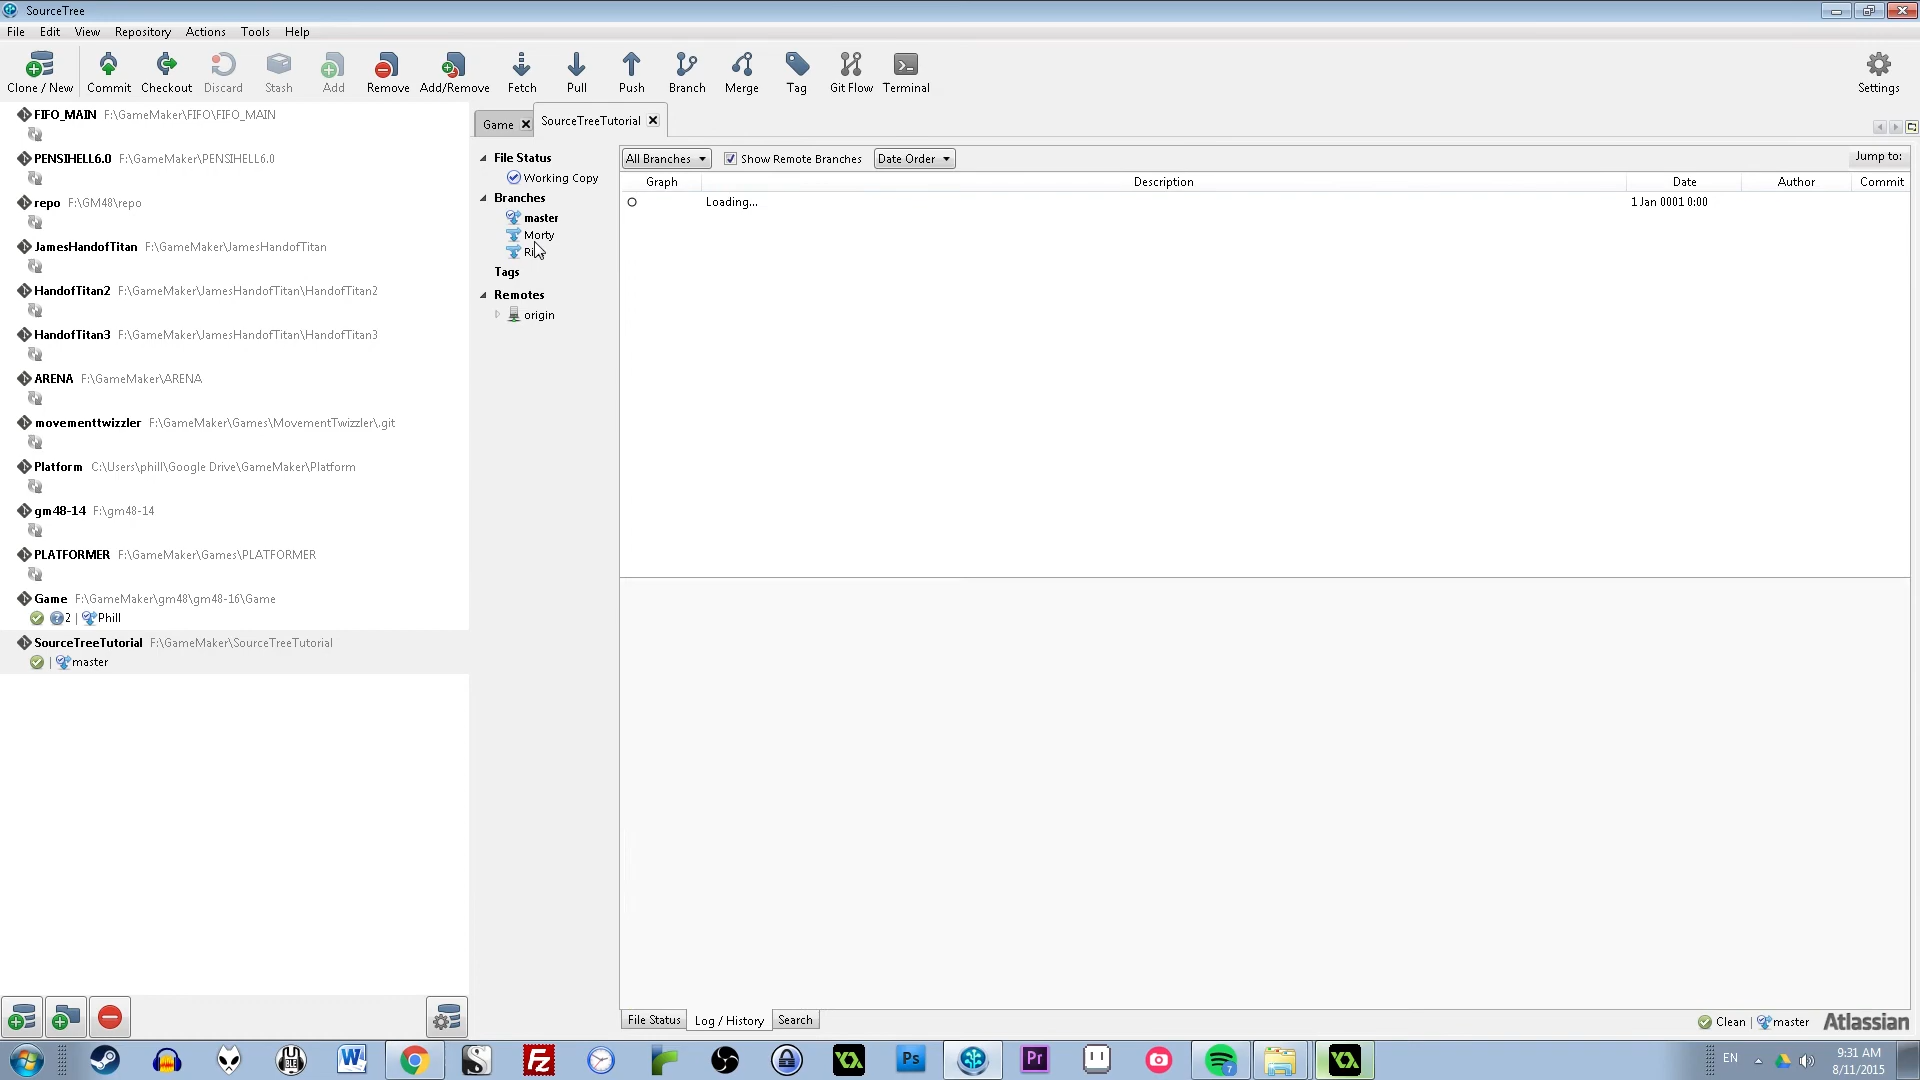 SourceTree
File Edit View Repository Actions Tools Help
Clone / New Commit Checkout Discard Stash Add Remove Add/Remove Fetch Pull Push Branch Merge Tag Git Flow Terminal Settings
FIFO_MAIN F:\GameMaker\FIFO\FIFO_MAIN
PENSIHELL6.0 F:\GameMaker\PENSIHELL6.0
repo F:\GM48\repo
JamesHandofTitan F:\GameMaker\JamesHandofTitan
HandofTitan2 F:\GameMaker\JamesHandofTitan\HandofTitan2
HandofTitan3 F:\GameMaker\JamesHandofTitan\HandofTitan3
ARENA F:\GameMaker\ARENA
movementtwizzler F:\GameMaker\Games\MovementTwizzler\.git
Platform C:\Users\phill\Google Drive\GameMaker\Platform
gm48-14 F:\gm48-14
PLATFORMER F:\GameMaker\Games\PLATFORMER
Game F:\GameMaker\gm48\gm48-16\Game
2 | Phill
SourceTreeTutorial F:\GameMaker\SourceTreeTutorial
| master
Game SourceTreeTutorial
File Status
Working Copy
Branches
master
Morty
Tags
Remotes
origin
All Branches Show Remote Branches Date Order Jump to:
Graph Description Date Author Commit
Loading... 1 Jan 0001 0:00
File Status Log / History Search
Clean | master Atlassian
W Ps Pr 7 EN
9:31 AM
8/11/2015